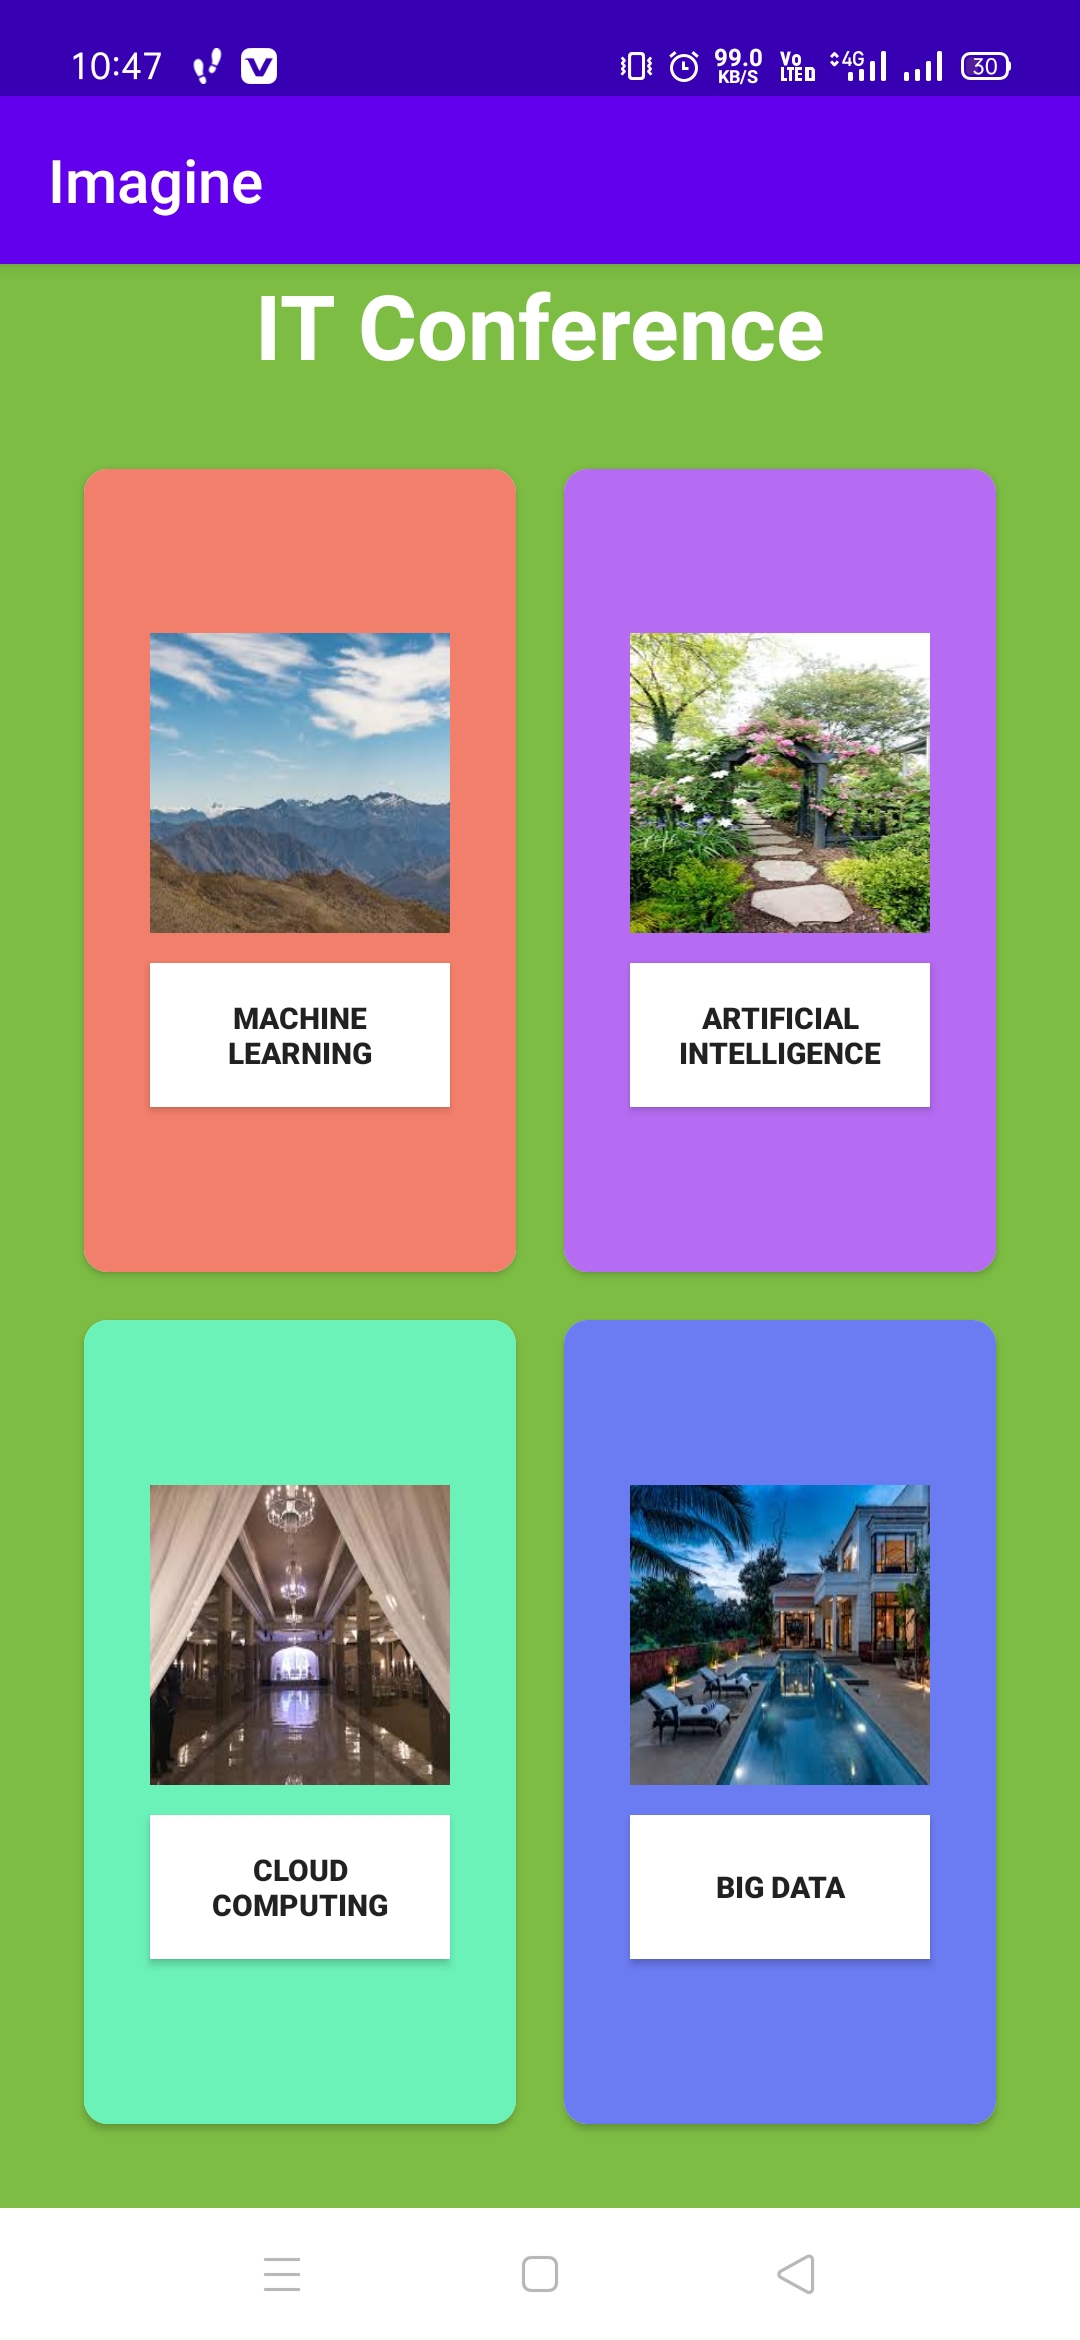 10:47
99.0
KB/S
Vo
LTE D
4G
30
Imagine
IT Conference
MACHINE
LEARNING
ARTIFICIAL
INTELLIGENCE
CLOUD
COMPUTING
BIG DATA